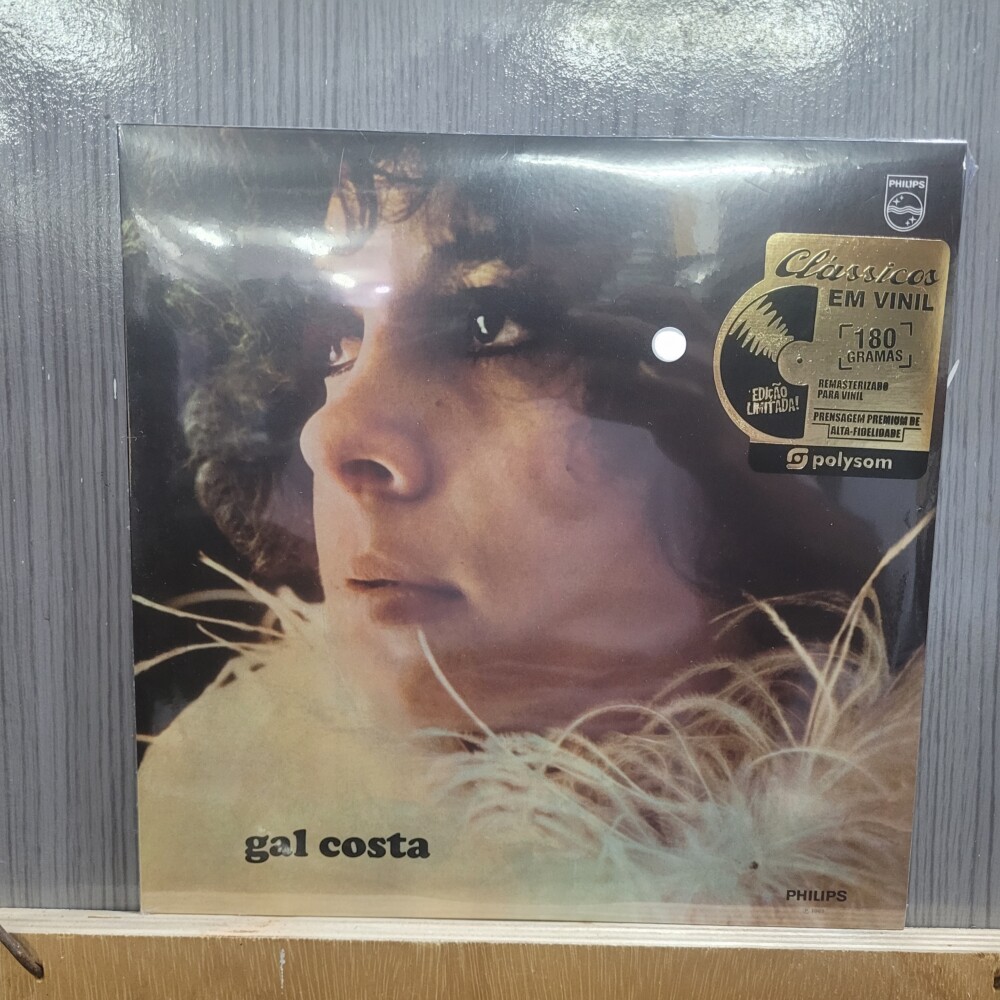 PHILIPS
Clássicos
EM VINIL
180
GRAMAS
REMASTERIZADO
PARA VINIL
EDIÇÃO
LIMITADA!
PRENSAGEM PREMIUM DE
ALTA-FIDELIDADE
polysom
gal costa
PHILIPS